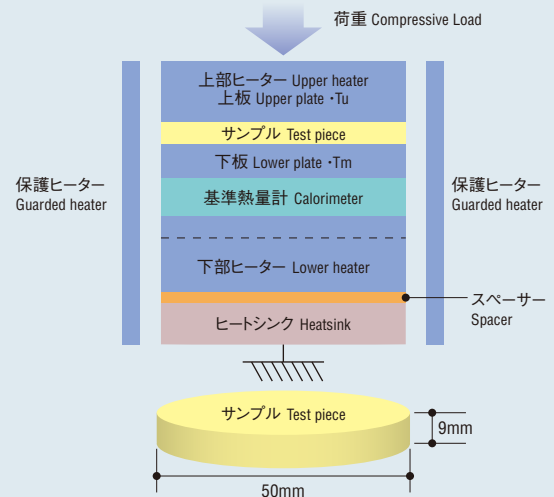 荷重 Compressive Load
上部ヒーター Upper heater
上板 Upper plate ・Tu
サンプル Test piece
下板 Lower plate ・Tm
保護ヒーター
Guarded heater
基準熱量計 Calorimeter
保護ヒーター
Guarded heater
下部ヒーター Lower heater
スペーサー
Spacer
ヒートシンク Heatsink
サンプル Test piece
9mm
50mm